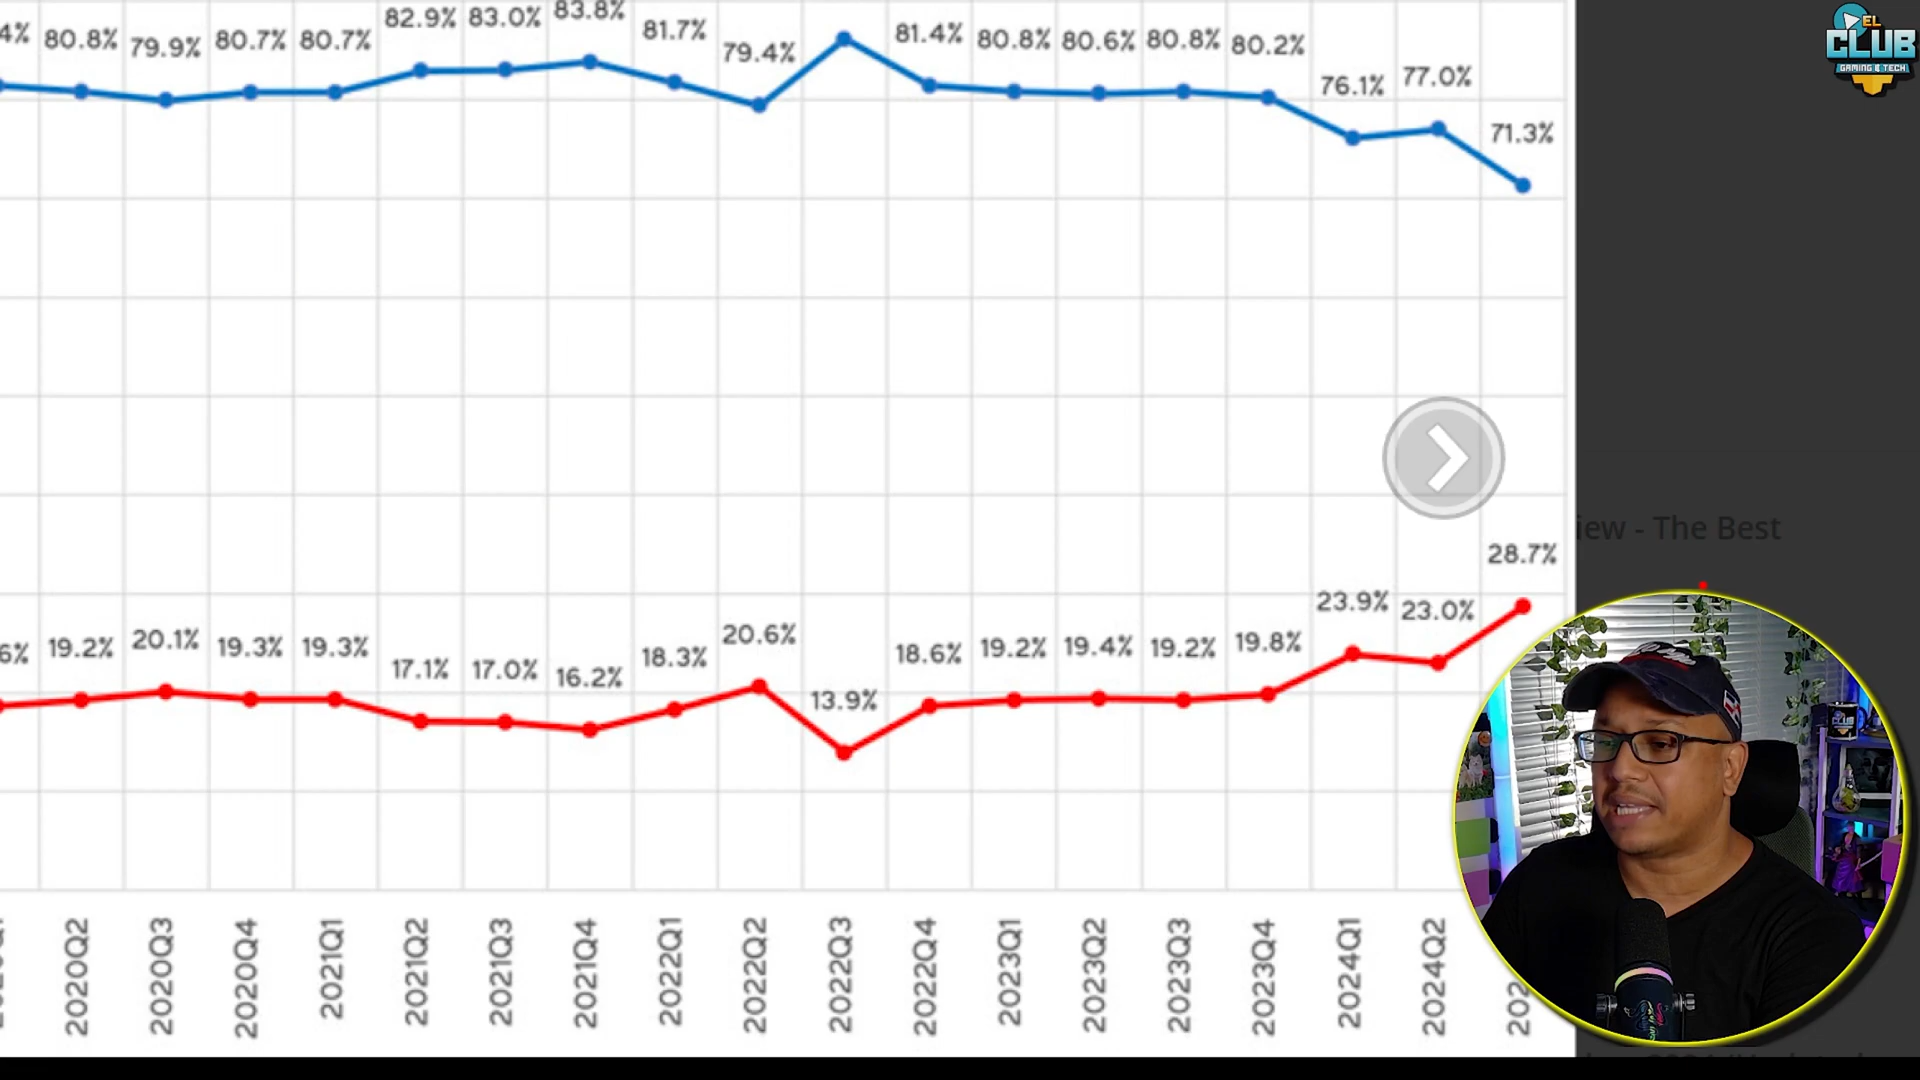 4% 80.8% 79.9% 80.7% 80.7% 82.9% 83.0% 83.8% 81.7% 79.4% 81.4% 80.8% 80.6% 80.8% 80.2% 76.1% 77.0% 71.3%
EL
CLUB
GAMING & TECH
iew - The Best
6% 19.2% 20.1% 19.3% 19.3% 17.1% 17.0% 16.2% 18.3% 20.6% 13.9% 18.6% 19.2% 19.4% 19.2% 19.8% 23.9% 23.0% 28.7%
2020Q2 2020Q3 2020Q4 2021Q1 2021Q2 2021Q3 2021Q4 2022Q1 2022Q2 2022Q3 2022Q4 2023Q1 2023Q2 2023Q3 2023Q4 2024Q1 2024Q2 202